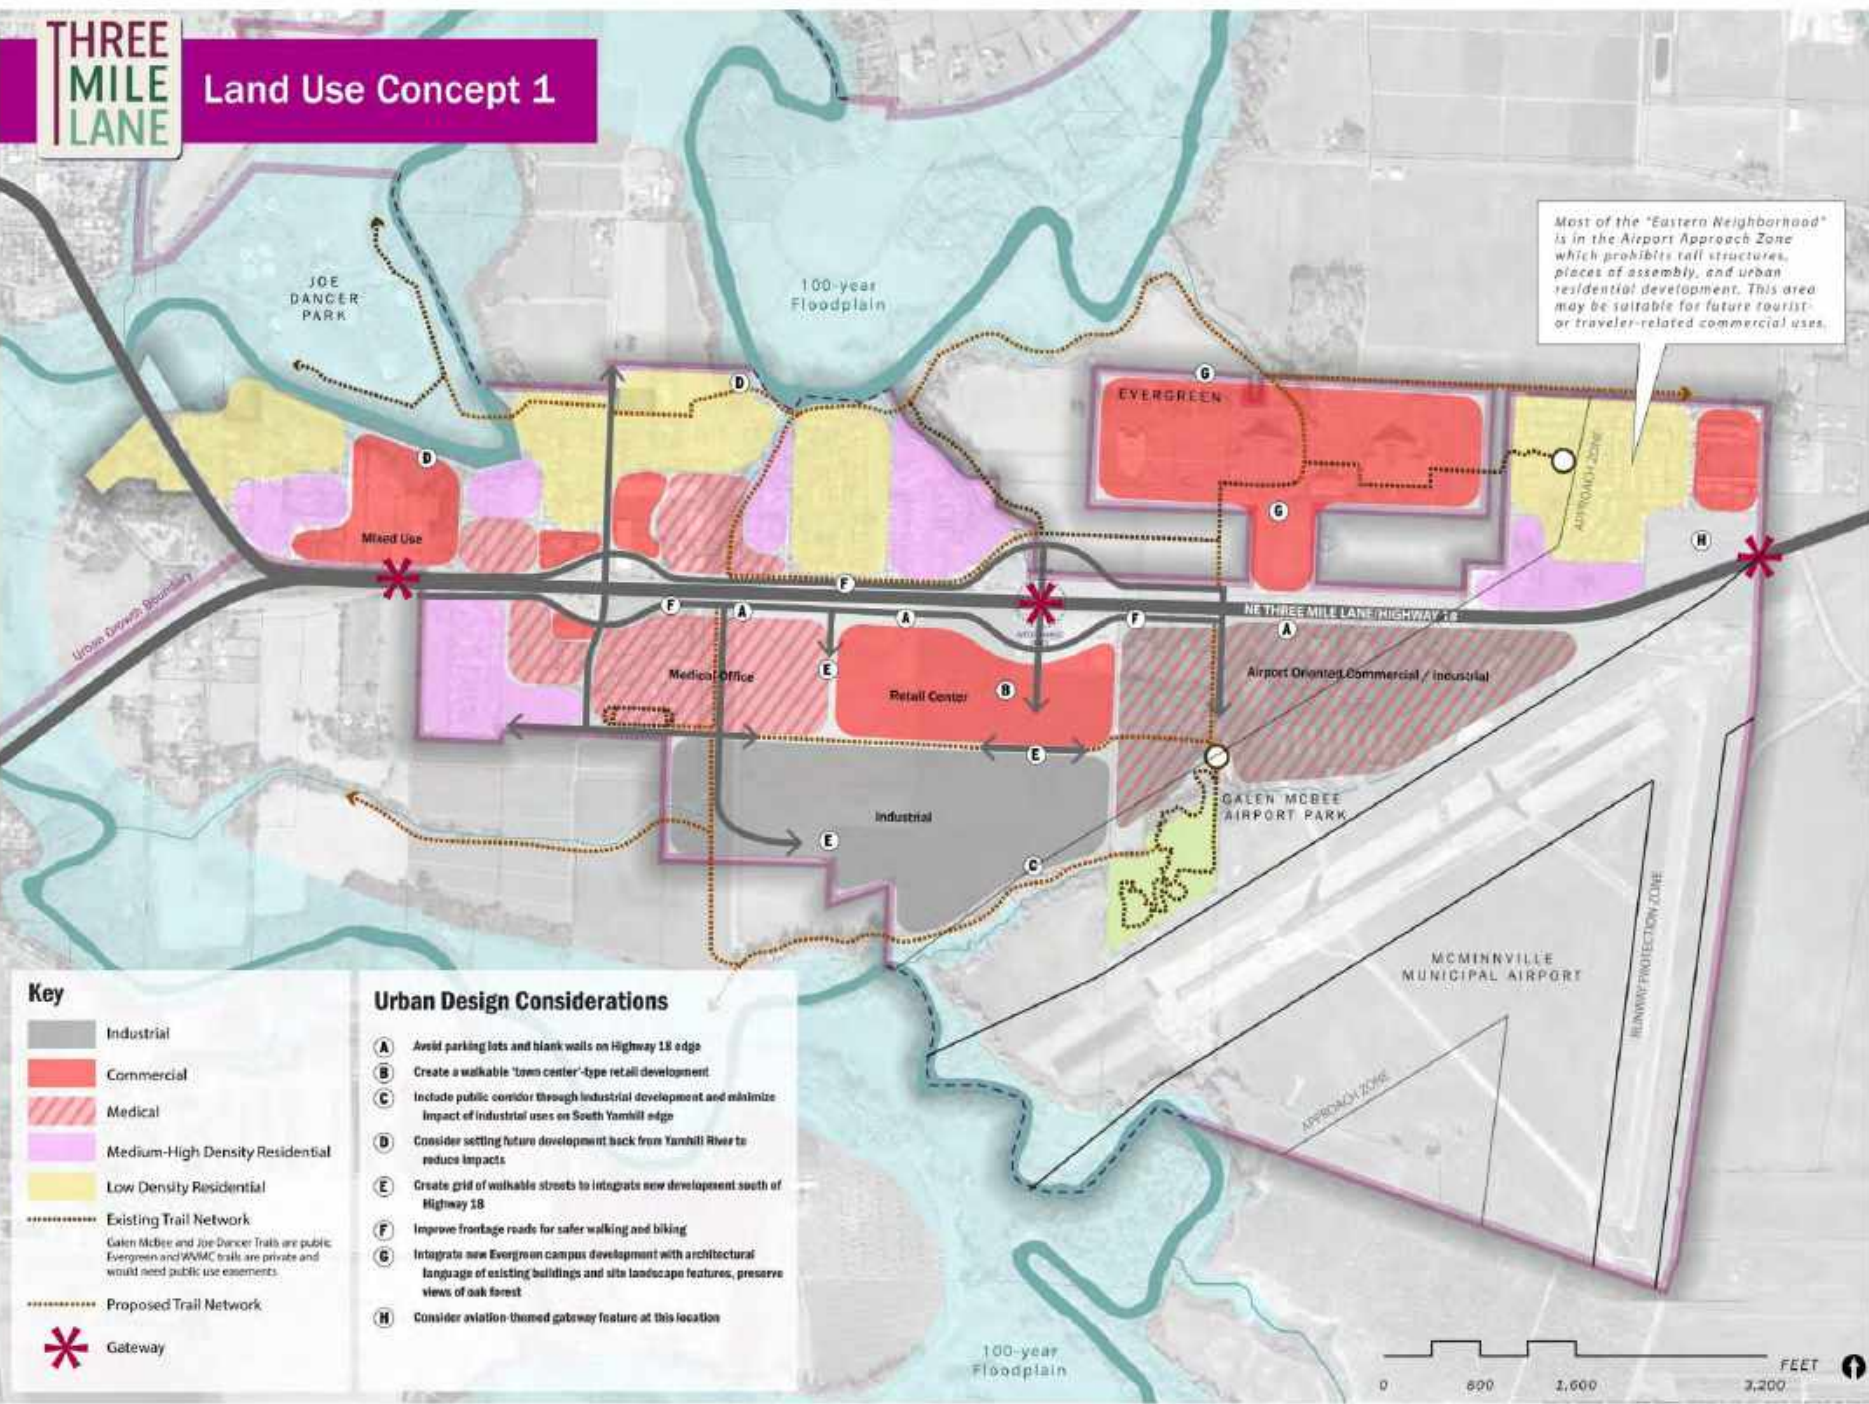 THREE
MILE
LANE
Land Use Concept 1
Most of the "Eastern Neighborhood"
is in the Airport Approach Zone
which prohibits tall structures,
places of assembly, and urban
residential development. This area
may be suitable for future tourist-
or traveler-related commercial uses.
JOE
DANCER
PARK
100-year
Floodplain
D
G
EVERGREEN
D
APPROACH ZONE
G
Mixed Use
H
Urban Growth Boundary
F
NE THREE MILE LANE/HIGHWAY 18
F
A
A
F
A
E
Medical Office
Retail Center
B
Airport Oriented Commercial / Industrial
E
GALEN MCBEE
AIRPORT PARK
Industrial
E
C
RUNWAY PROTECTION ZONE
MCMINNVILLE
MUNICIPAL AIRPORT
APPROACH ZONE
Key
Industrial
Commercial
Medical
Medium-High Density Residential
Low Density Residential
Existing Trail Network
Galen McBee and Joe Dancer Trails are public
Evergreen and WVMC trails are private and
would need public use easements
Proposed Trail Network
Gateway
Urban Design Considerations
A Avoid parking lots and blank walls on Highway 18 edge
B Create a walkable 'town center'-type retail development
C Include public corridor through industrial development and minimize
impact of industrial uses on South Yamhill edge
D Consider setting future development back from Yamhill River to
reduce impacts
E Create grid of walkable streets to integrate new development south of
Highway 18
F Improve frontage roads for safer walking and biking
G Integrate new Evergreen campus development with architectural
language of existing buildings and site landscape features, preserve
views of oak forest
H Consider aviation-themed gateway feature at this location
100-year
Floodplain
FEET
0 800 1,600 3,200